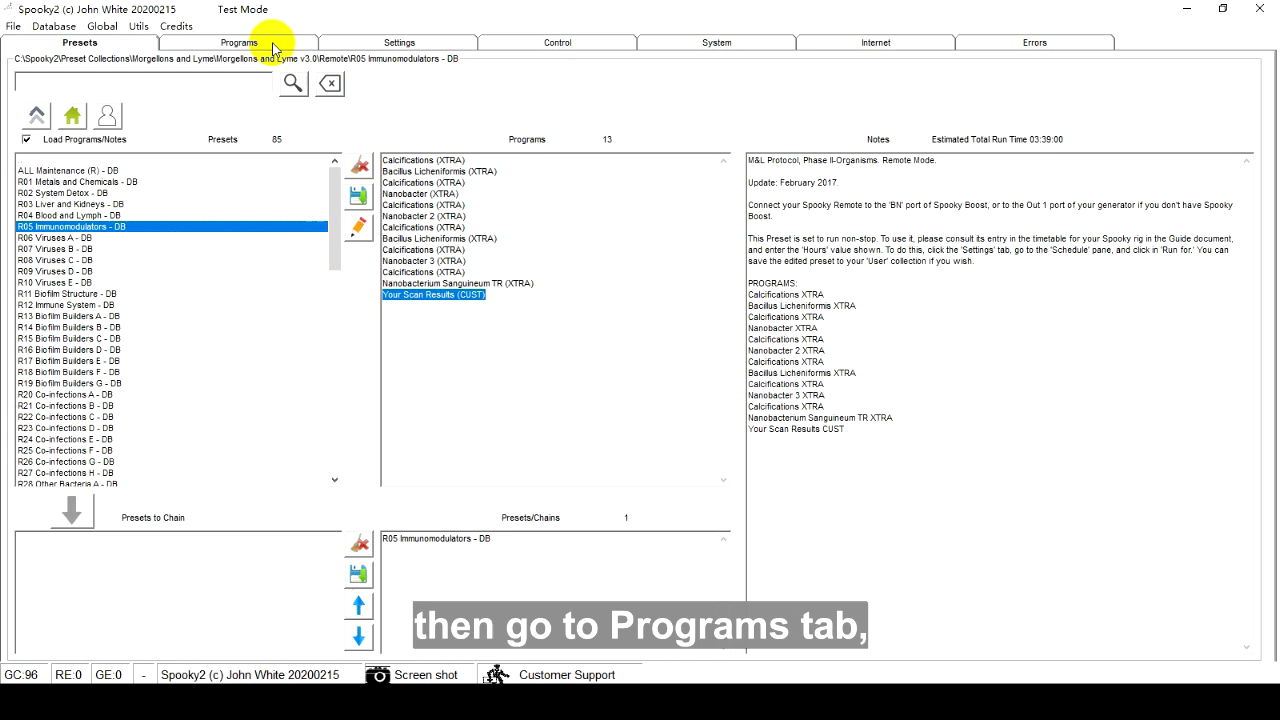 Spooky2 (c) John White 20200215 Test Mode
File Database Global Utils Credits
Presets Programs Settings Control System Internet Errors
C:\Spooky2\Preset Collections\Morgellons and Lyme\Morgellons and Lyme v3.0\Remote\R05 Immunomodulators - DB
Load Programs/Notes Presets 85 Programs 13 Notes Estimated Total Run Time 03:39:00
..
ALL Maintenance (R) - DB
R01 Metals and Chemicals - DB
R02 System Detox - DB
R03 Liver and Kidneys - DB
R04 Blood and Lymph - DB
R05 Immunomodulators - DB
R06 Viruses A - DB
R07 Viruses B - DB
R08 Viruses C - DB
R09 Viruses D - DB
R10 Viruses E - DB
R11 Biofilm Structure - DB
R12 Immune System - DB
R13 Biofilm Builders A - DB
R14 Biofilm Builders B - DB
R15 Biofilm Builders C - DB
R16 Biofilm Builders D - DB
R17 Biofilm Builders E - DB
R18 Biofilm Builders F - DB
R19 Biofilm Builders G - DB
R20 Co-infections A - DB
R21 Co-infections B - DB
R22 Co-infections C - DB
R23 Co-infections D - DB
R24 Co-infections E - DB
R25 Co-infections F - DB
R26 Co-infections G - DB
R27 Co-infections H - DB
R28 Other Bacteria A - DB
Calcifications (XTRA)
Bacillus Licheniformis (XTRA)
Calcifications (XTRA)
Nanobacter (XTRA)
Calcifications (XTRA)
Nanobacter 2 (XTRA)
Calcifications (XTRA)
Bacillus Licheniformis (XTRA)
Calcifications (XTRA)
Nanobacter 3 (XTRA)
Calcifications (XTRA)
Nanobacterium Sanguineum TR (XTRA)
Your Scan Results (CUST)
M&L Protocol, Phase II-Organisms. Remote Mode.
Update: February 2017.
Connect your Spooky Remote to the 'BN' port of Spooky Boost, or to the Out 1 port of your generator if you don't have Spooky
Boost.
This Preset is set to run non-stop. To use it, please consult its entry in the timetable for your Spooky rig in the Guide document,
and enter the 'Hours' value shown. To do this, click the 'Settings' tab, go to the 'Schedule' pane, and click in 'Run for.' You can
save the edited preset to your 'User' collection if you wish.
PROGRAMS:
Calcifications XTRA
Bacillus Licheniformis XTRA
Calcifications XTRA
Nanobacter XTRA
Calcifications XTRA
Nanobacter 2 XTRA
Calcifications XTRA
Bacillus Licheniformis XTRA
Calcifications XTRA
Nanobacter 3 XTRA
Calcifications XTRA
Nanobacterium Sanguineum TR XTRA
Your Scan Results CUST
Presets to Chain Presets/Chains 1
R05 Immunomodulators - DB
then go to Programs tab,
GC:96 RE:0 GE:0 - Spooky2 (c) John White 20200215 Screen shot Customer Support